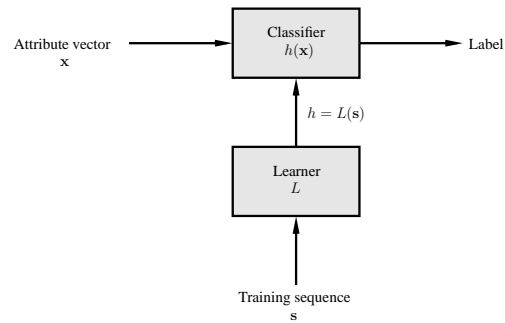 Classifier
h(x)
Attribute vector
x
Label
h = L(s)
Learner
L
Training sequence
s